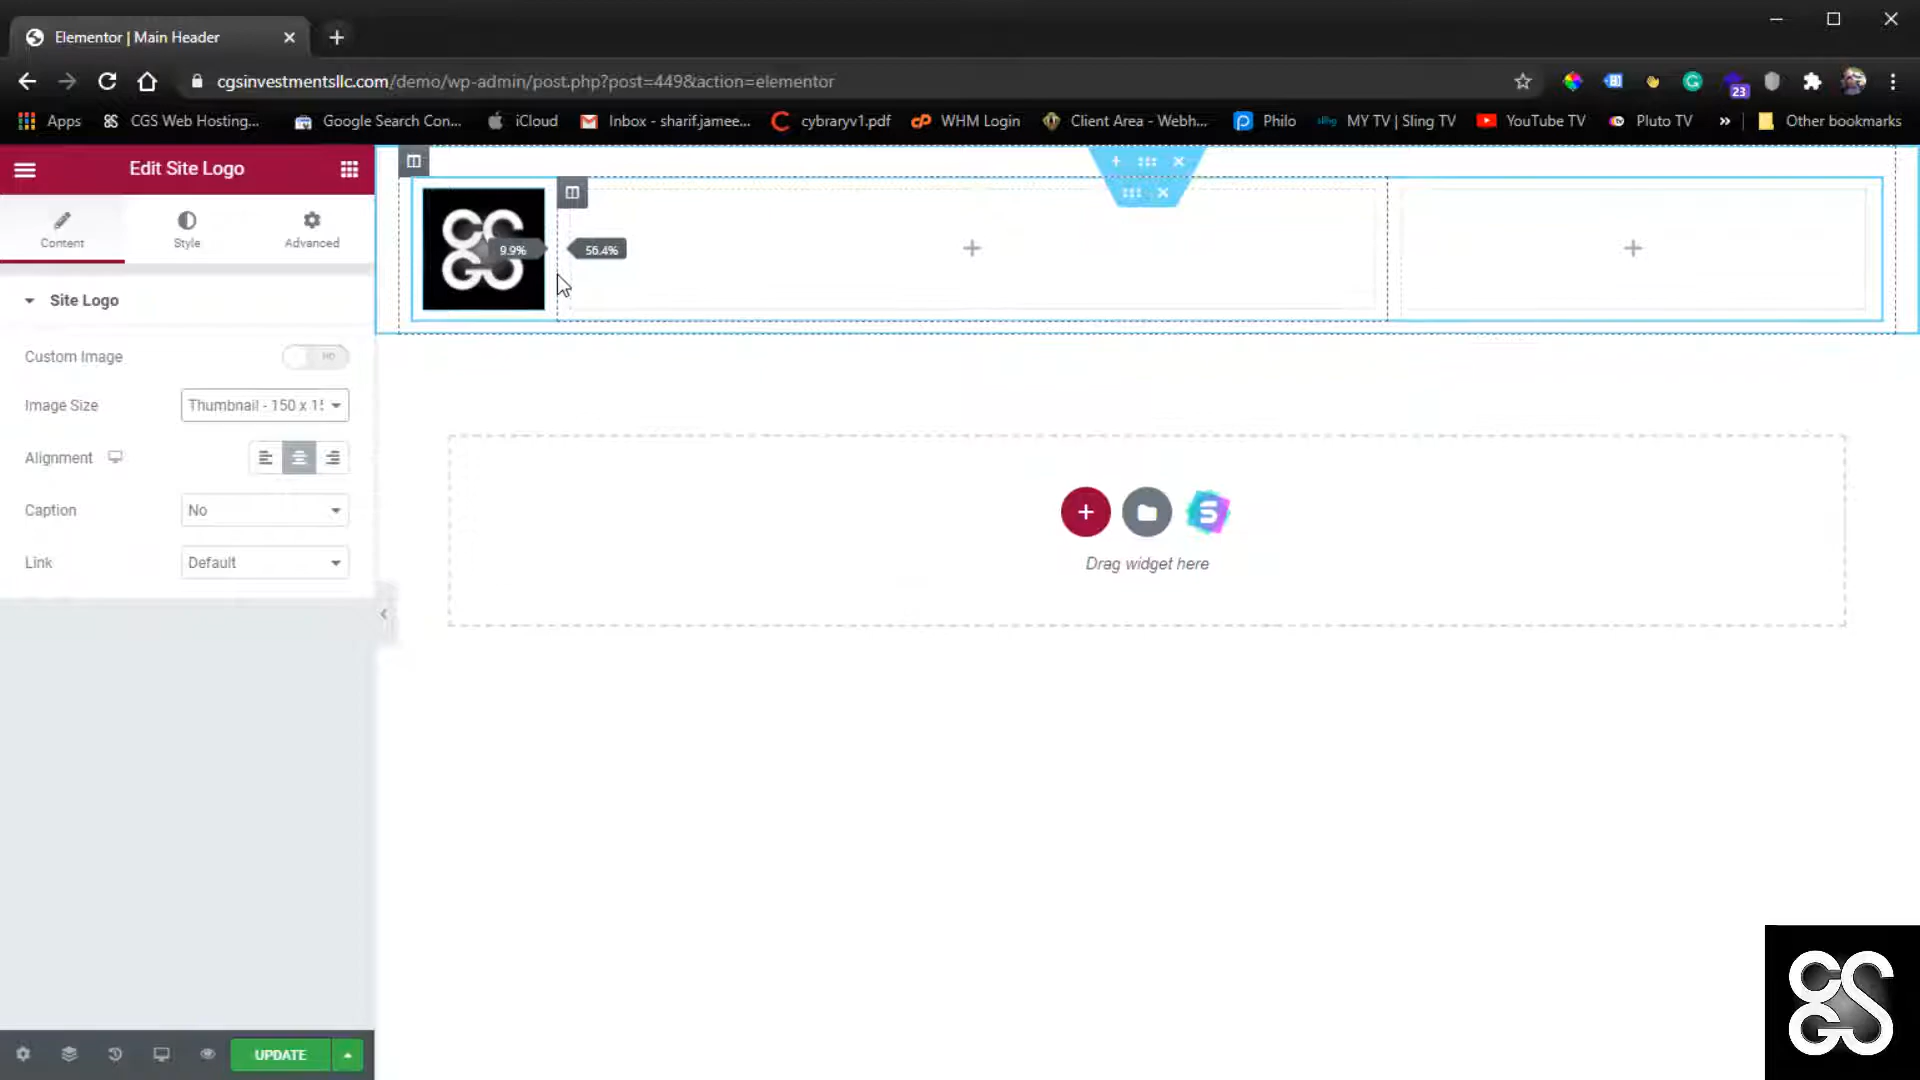 Elementor | Main Header
cgsinvestmentsllc.com/demo/wp-admin/post.php?post=449&action=elementor
23
Apps CGS Web Hosting... Google Search Con... iCloud Inbox - sharif.jamee... cybraryv1.pdf WHM Login Client Area - Webh... Philo MY TV | Sling TV YouTube TV Pluto TV » Other bookmarks
Edit Site Logo
Content Style Advanced
Site Logo
Custom Image NO
Image Size Thumbnail - 150 x 15
Alignment
Caption No
Link Default
UPDATE
9.9% 56.4%
Drag widget here